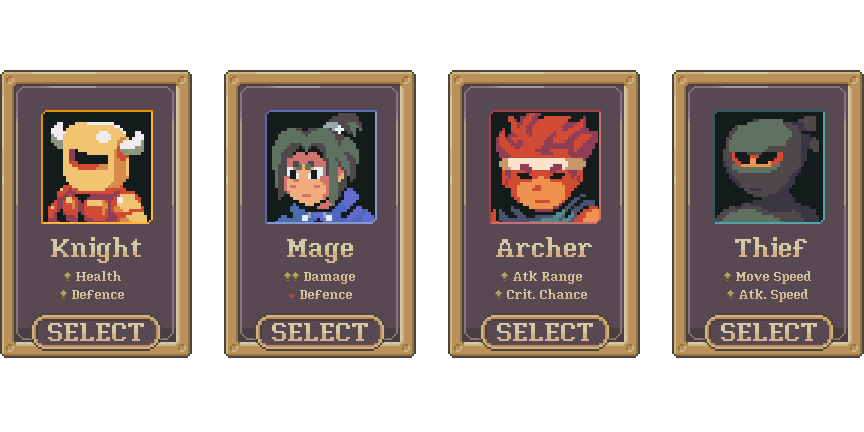 Knight
Health
Defence
SELECT
Mage
Damage
Defence
SELECT
Archer
Atk Range
Crit. Chance
SELECT
Thief
Move Speed
Atk. Speed
SELECT